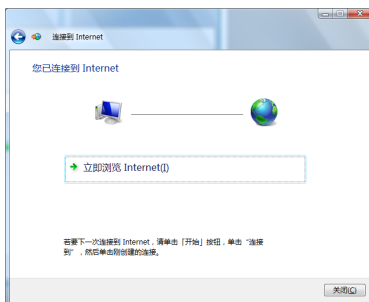 连接到 Internet
您已连接到 Internet
立即浏览 Internet(I)
若要下一次连接到 Internet，请单击「开始」按钮，单击“连接
到”，然后单击刚创建的连接。
关闭(C)